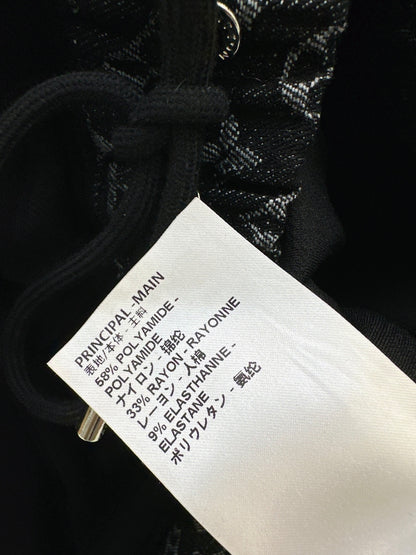 PRINCIPAL -MAIN
表地/本体 - 主料
58% POLYAMIDE -
POLYAMIDE -
ナイロン - 锦纶
33% RAYON - RAYONNE
レーヨン - 人棉
9% ELASTHANNE -
ELASTANE -
ポリウレタン - 氨纶